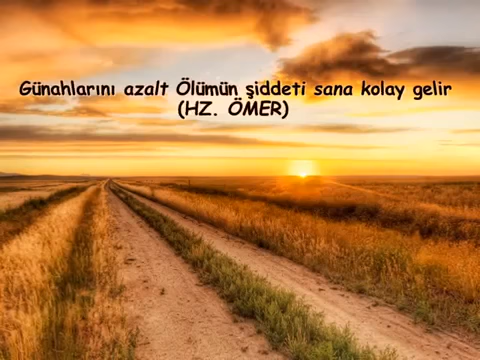 Günahlarını azalt Ölümün şiddeti sana kolay gelir
(HZ. ÖMER)